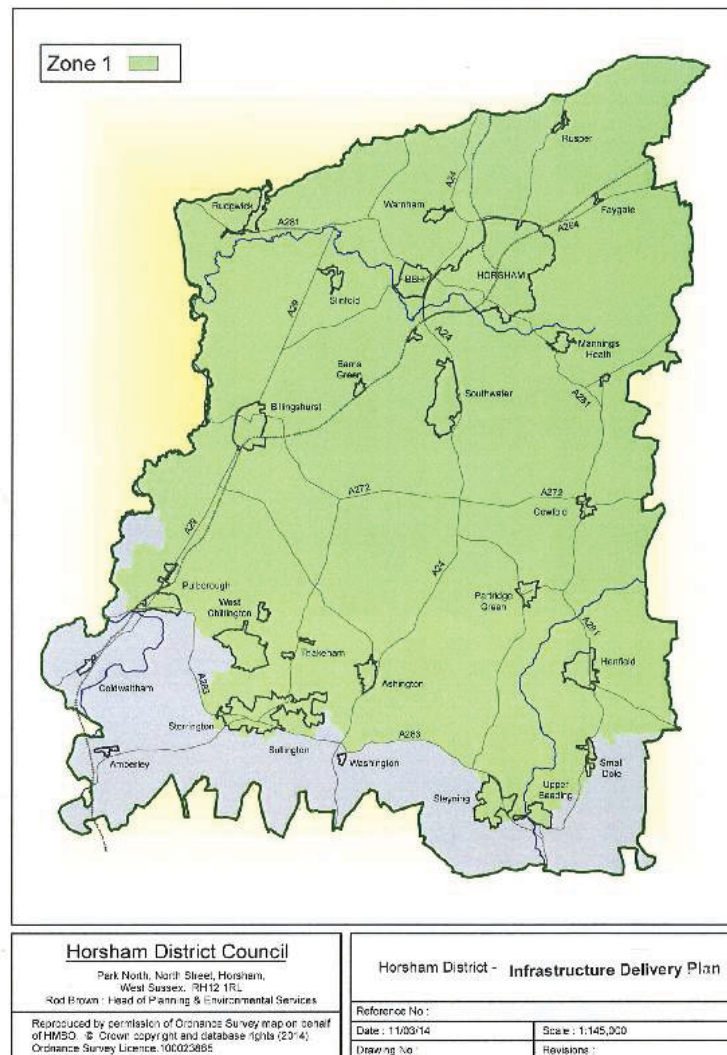 Zone 1
Rusper
A24
Warnham
Rudgwick
Faygate
A281
A264
BBH
HORSHAM
Slinfold
A29
A24
Mannings
Heath
Barns
Green
Southwater
A281
Billingshurst
A272
A272
Cowfold
A29
Pulborough
West
Chiltington
A24
Partridge
Green
A281
Thakeham
Henfield
Coldwaltham
A283
Ashington
Storrington
Sullington
A283
Amberley
Washington
Small
Dole
Steyning
Upper
Beeding
Horsham District Council
Park North, North Street, Horsham,
West Sussex. RH12 1RL
Rod Brown : Head of Planning & Environmental Services
Reproduced by permission of Ordnance Survey map on behalf
of HMSO. © Crown copyright and database rights (2014)
Ordnance Survey Licence.100023865
Horsham District - Infrastructure Delivery Plan
Reference No :
Date : 11/03/14
Scale : 1:145,000
Drawing No :
Revisions :